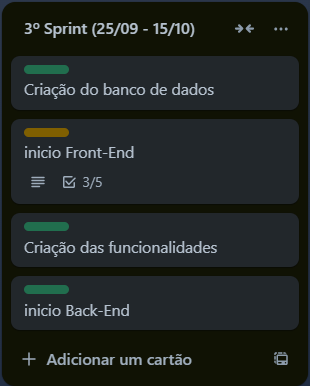 3º Sprint (25/09 - 15/10)
Criação do banco de dados
inicio Front-End
3/5
Criação das funcionalidades
inicio Back-End
Adicionar um cartão